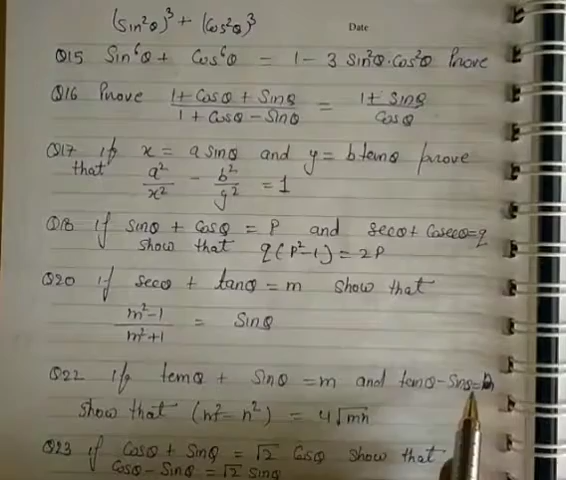 (sin²θ)³ + (cos²θ)³
Date
Q15 Sin⁶θ + Cos⁶θ = 1 - 3 Sin²θ.Cos²θ Prove
Q16 Prove (1 + Cosθ + Sinθ)/(1 + Cosθ - Sinθ) = (1 + Sinθ)/Cosθ
Q17 if x = a sinθ and y = b tanθ prove
that a²/x² - b²/y² = 1
Q18 if sinθ + cosθ = P and secθ + Cosecθ = q
show that q(P²-1) = 2P
Q20 if secθ + tanθ = m show that
(m²-1)/(m²+1) = Sinθ
Q22 if tanθ + Sinθ = m and tanθ - Sinθ = n
show that (m² - n²) = 4√mn
Q23 if Cosθ + Sinθ = √2 Cosθ show that
Cosθ - Sinθ = √2 Sinθ